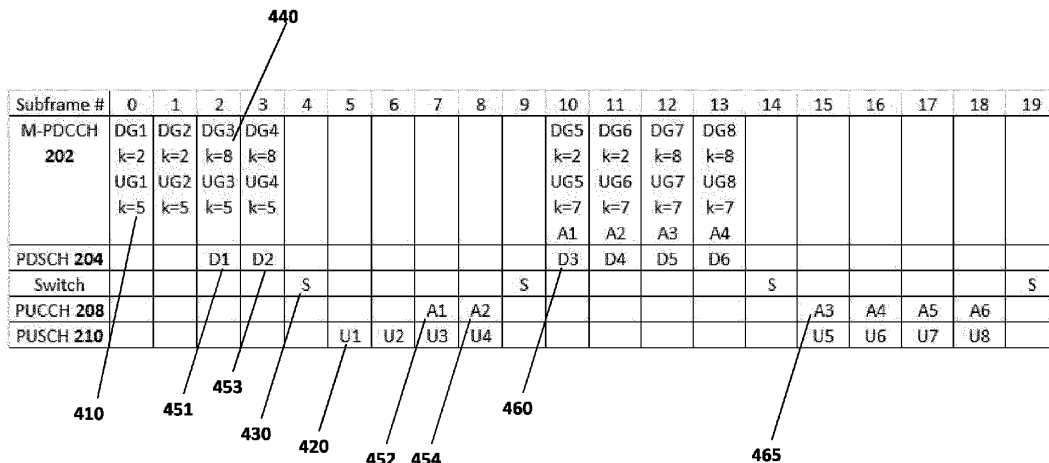 440
Subframe # 0 1 2 3 4 5 6 7 8 9 10 11 12 13 14 15 16 17 18 19
M-PDCCH DG1 DG2 DG3 DG4 DG5 DG6 DG7 DG8
202 k=2 k=2 k=8 k=8 k=2 k=2 k=8 k=8
UG1 UG2 UG3 UG4 UG5 UG6 UG7 UG8
k=5 k=5 k=5 k=5 k=7 k=7 k=7 k=7
A1 A2 A3 A4
PDSCH 204 D1 D2 D3 D4 D5 D6
Switch S S S S
PUCCH 208 A1 A2 A3 A4 A5 A6
PUSCH 210 U1 U2 U3 U4 U5 U6 U7 U8
410 451 453 430 420 452 454 460 465